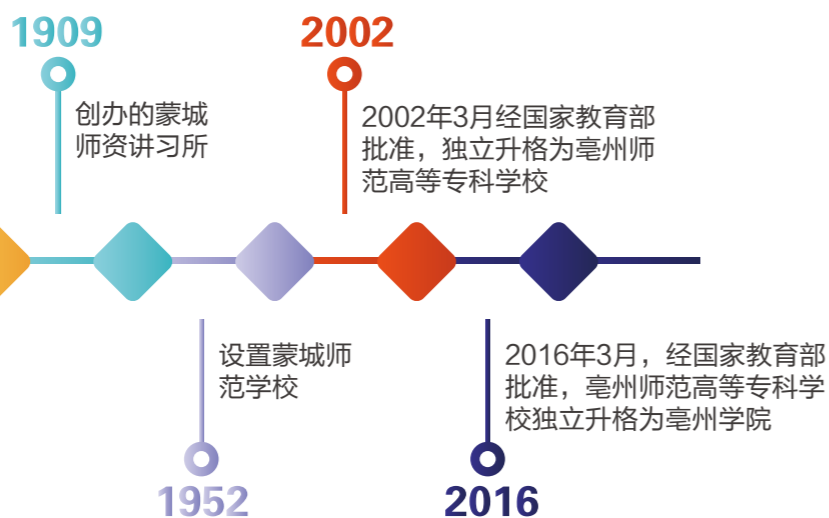 1909
创办的蒙城
师资讲习所
2002
2002年3月经国家教育部
批准，独立升格为亳州师
范高等专科学校
设置蒙城师
范学校
1952
2016年3月，经国家教育部
批准，亳州师范高等专科学
校独立升格为亳州学院
2016